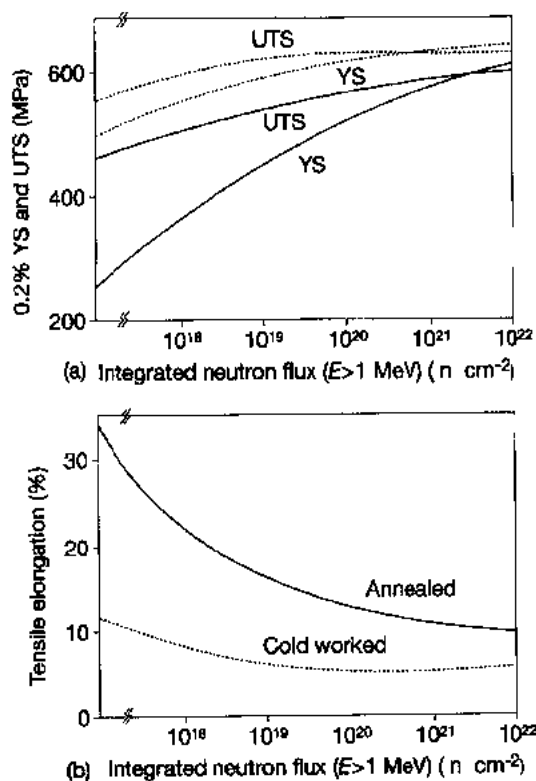 UTS
YS
UTS
YS
0.2% YS and UTS (MPa)
600
400
200
10¹⁸ 10¹⁹ 10²⁰ 10²¹ 10²²
(a) Integrated neutron flux (E>1 MeV) ( n cm⁻²)
Tensile elongation (%)
30
20
10
0
Annealed
Cold worked
10¹⁸ 10¹⁹ 10²⁰ 10²¹ 10²²
(b) Integrated neutron flux (E>1 MeV) ( n cm⁻²)